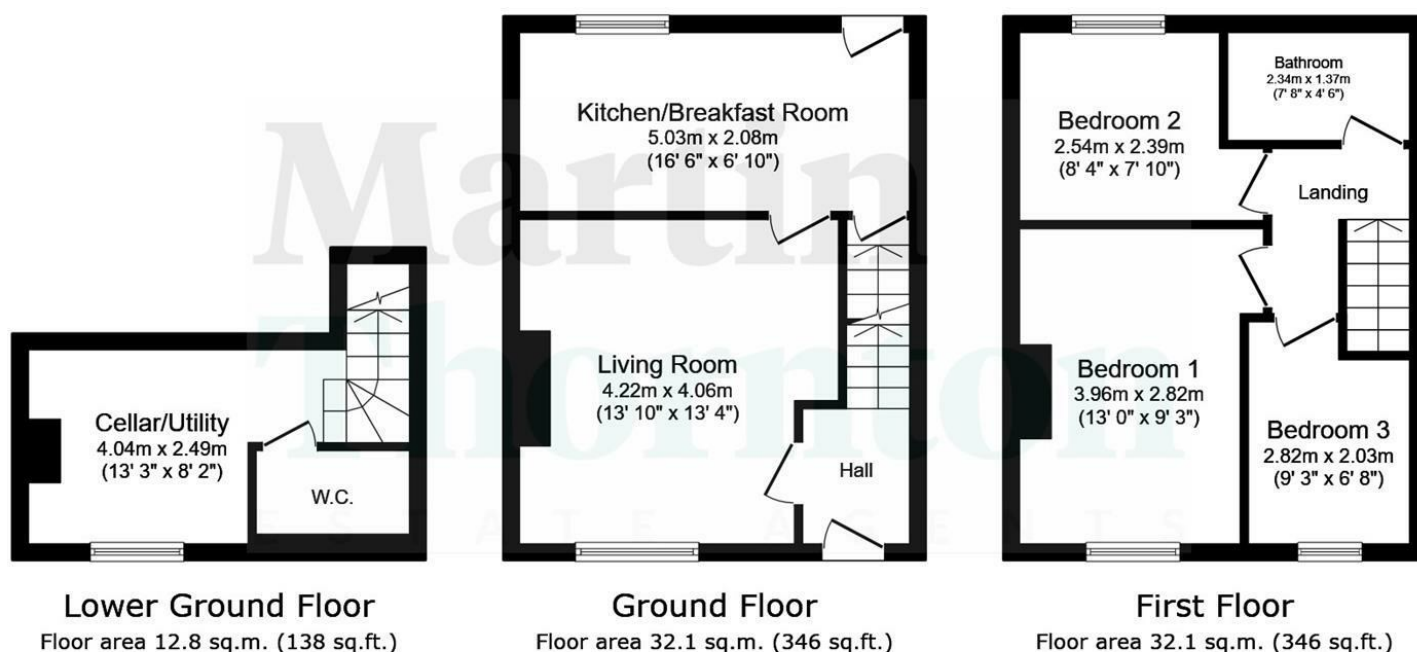 Kitchen/Breakfast Room
5.03m x 2.08m
(16' 6" x 6' 10")
Living Room
4.22m x 4.06m
(13' 10" x 13' 4")
Hall
Bathroom
2.34m x 1.37m
(7' 8" x 4' 6")
Bedroom 2
2.54m x 2.39m
(8' 4" x 7' 10")
Landing
Bedroom 1
3.96m x 2.82m
(13' 0" x 9' 3")
Bedroom 3
2.82m x 2.03m
(9' 3" x 6' 8")
Cellar/Utility
4.04m x 2.49m
(13' 3" x 8' 2")
W.C.
Martin
Thornton
ESTATE AGENTS
Lower Ground Floor
Floor area 12.8 sq.m. (138 sq.ft.)
Ground Floor
Floor area 32.1 sq.m. (346 sq.ft.)
First Floor
Floor area 32.1 sq.m. (346 sq.ft.)